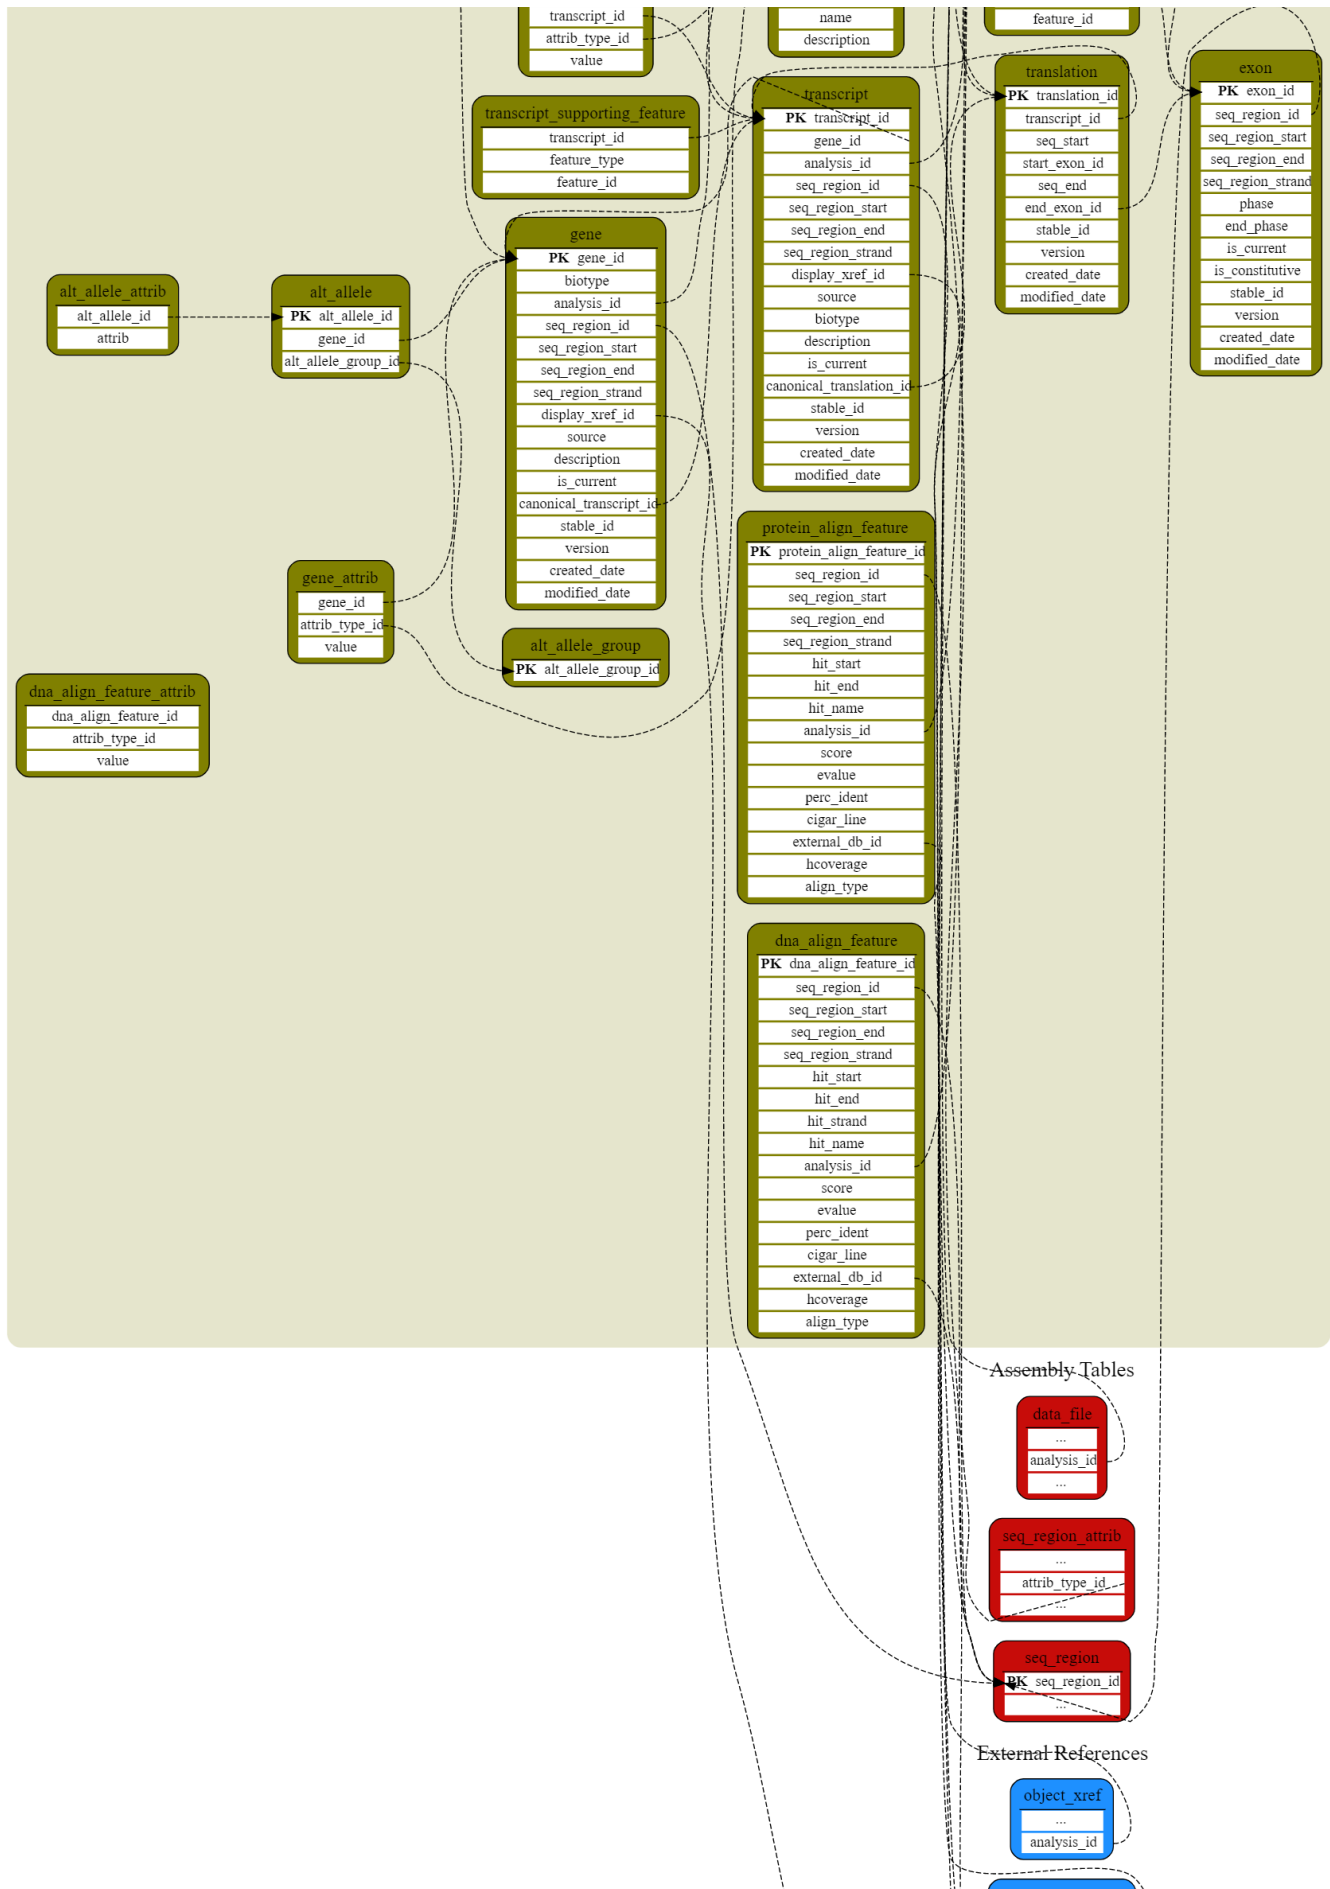 transcript_id
attrib_type_id
value
name
description
feature_id
transcript_supporting_feature
transcript_id
feature_type
feature_id
transcript
PK transcript_id
gene_id
analysis_id
seq_region_id
seq_region_start
seq_region_end
seq_region_strand
display_xref_id
source
biotype
description
is_current
canonical_translation_id
stable_id
version
created_date
modified_date
translation
PK translation_id
transcript_id
seq_start
start_exon_id
seq_end
end_exon_id
stable_id
version
created_date
modified_date
exon
PK exon_id
seq_region_id
seq_region_start
seq_region_end
seq_region_strand
phase
end_phase
is_current
is_constitutive
stable_id
version
created_date
modified_date
alt_allele_attrib
alt_allele_id
attrib
alt_allele
PK alt_allele_id
gene_id
alt_allele_group_id
gene
PK gene_id
biotype
analysis_id
seq_region_id
seq_region_start
seq_region_end
seq_region_strand
display_xref_id
source
description
is_current
canonical_transcript_id
stable_id
version
created_date
modified_date
gene_attrib
gene_id
attrib_type_id
value
alt_allele_group
PK alt_allele_group_id
dna_align_feature_attrib
dna_align_feature_id
attrib_type_id
value
protein_align_feature
PK protein_align_feature_id
seq_region_id
seq_region_start
seq_region_end
seq_region_strand
hit_start
hit_end
hit_name
analysis_id
score
evalue
perc_ident
cigar_line
external_db_id
hcoverage
align_type
dna_align_feature
PK dna_align_feature_id
seq_region_id
seq_region_start
seq_region_end
seq_region_strand
hit_start
hit_end
hit_strand
hit_name
analysis_id
score
evalue
perc_ident
cigar_line
external_db_id
hcoverage
align_type
Assembly Tables
data_file
...
analysis_id
...
seq_region_attrib
...
attrib_type_id
...
seq_region
PK seq_region_id
...
External References
object_xref
...
analysis_id